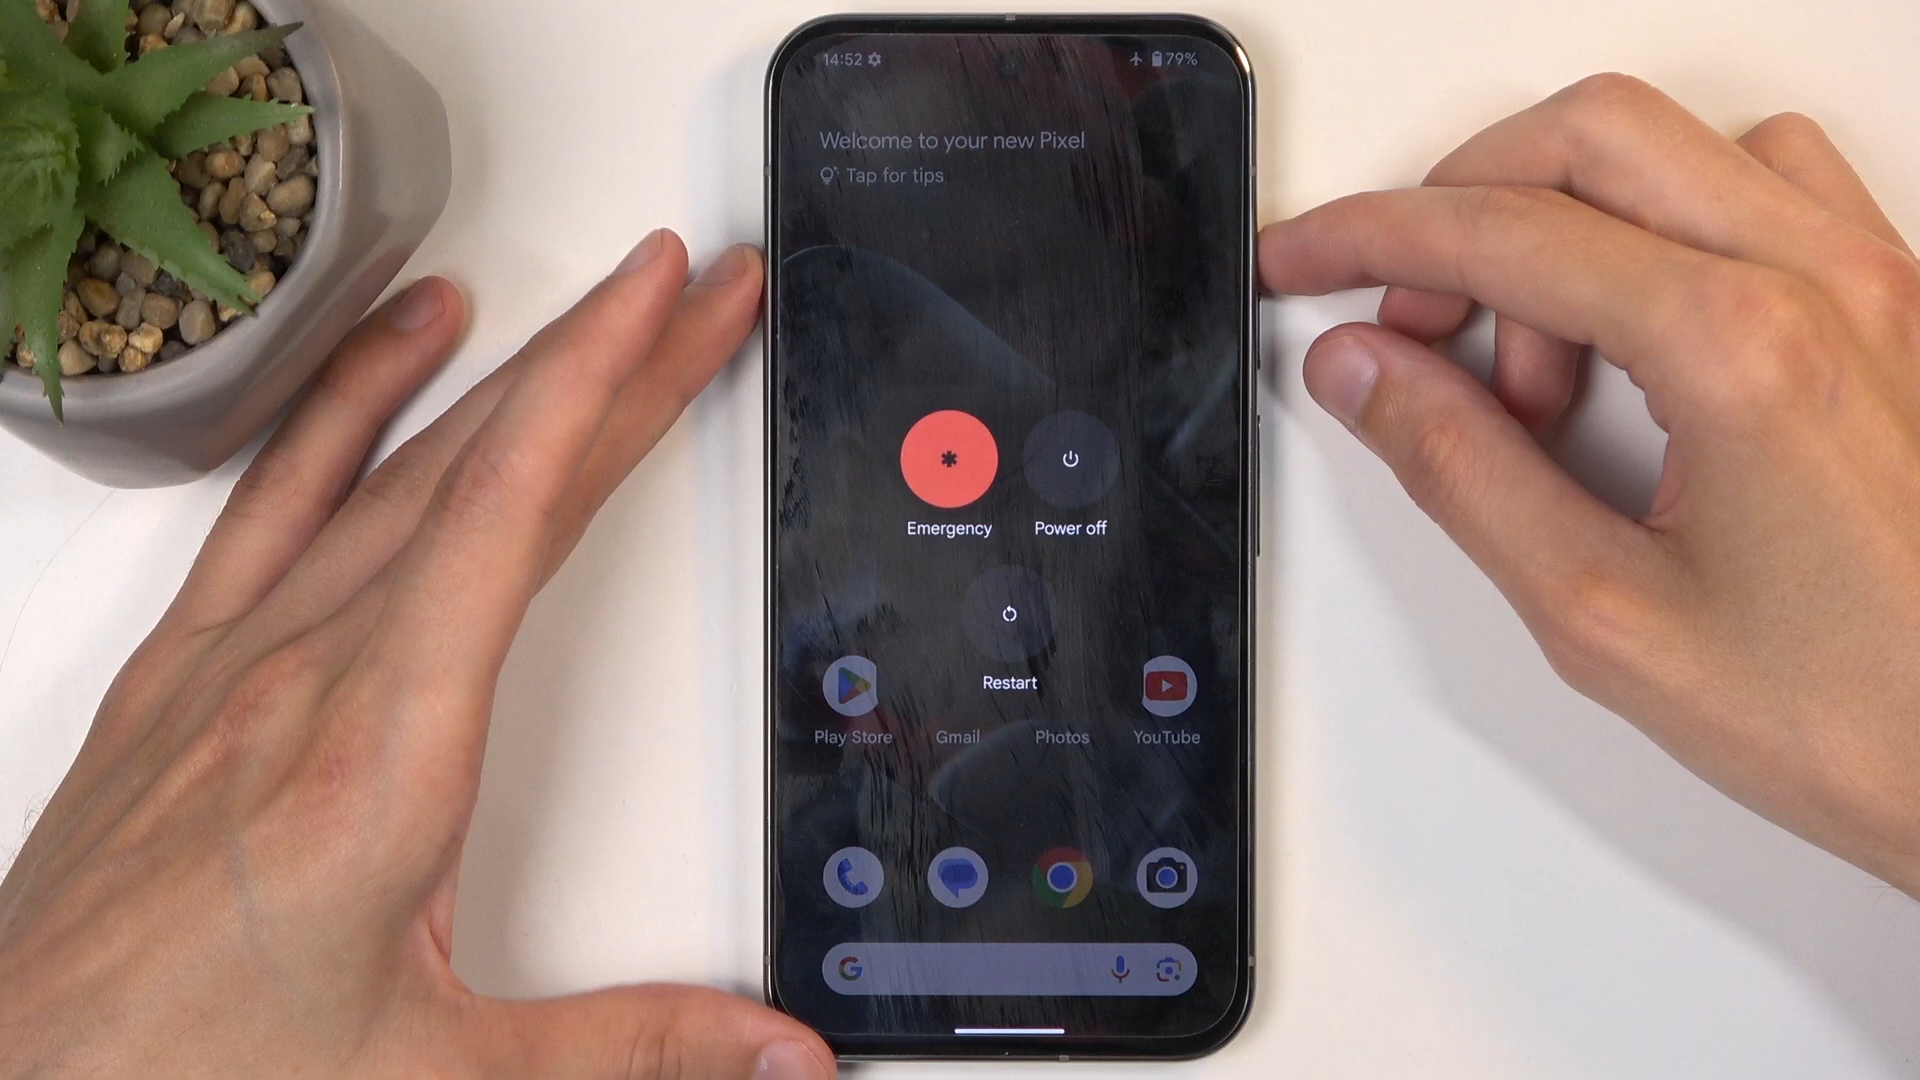 14:52 79%
Welcome to your new Pixel
Tap for tips
Emergency Power off
Restart
Play Store Gmail Photos YouTube